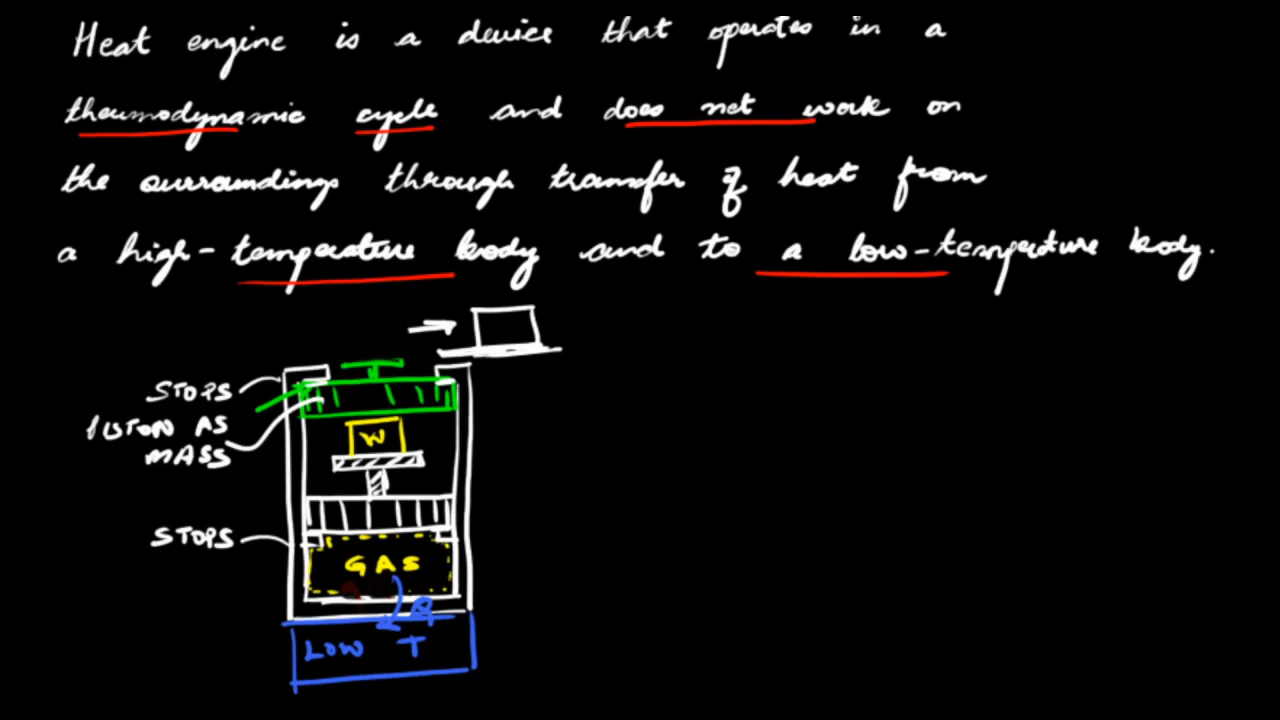 Heat engine is a device that operates in a
thermodynamic cycle and does net work on
the surroundings through transfer of heat from
a high-temperature body and to a low-temperature body.
STOPS
PISTON AS
MASS
W
STOPS
GAS
Q
LOW T